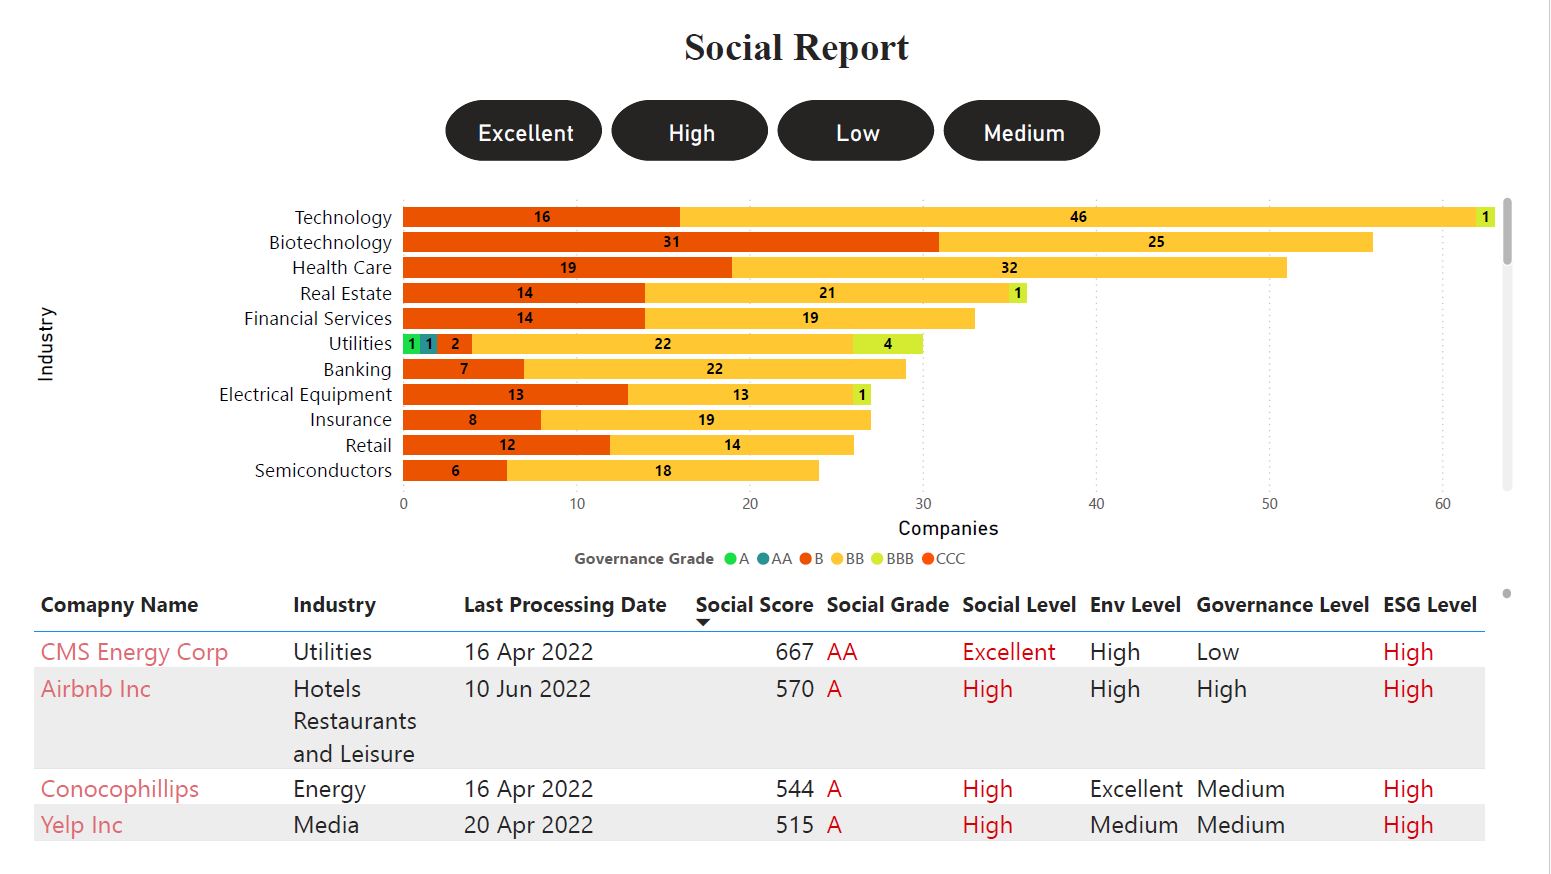 Social Report
Excellent High Low Medium
Technology 16 46 1
Biotechnology 31 25
Health Care 19 32
Real Estate 14 21 1
Financial Services 14 19
Utilities 1 1 2 22 4
Banking 7 22
Electrical Equipment 13 13 1
Insurance 8 19
Retail 12 14
Semiconductors 6 18
Industry
0 10 20 30 40 50 60
Companies
Governance Grade A AA B BB BBB CCC
Comapny Name Industry Last Processing Date Social Score Social Grade Social Level Env Level Governance Level ESG Level
CMS Energy Corp Utilities 16 Apr 2022 667 AA Excellent High Low High
Airbnb Inc Hotels 10 Jun 2022 570 A High High High High
Restaurants
and Leisure
Conocophillips Energy 16 Apr 2022 544 A High Excellent Medium High
Yelp Inc Media 20 Apr 2022 515 A High Medium Medium High